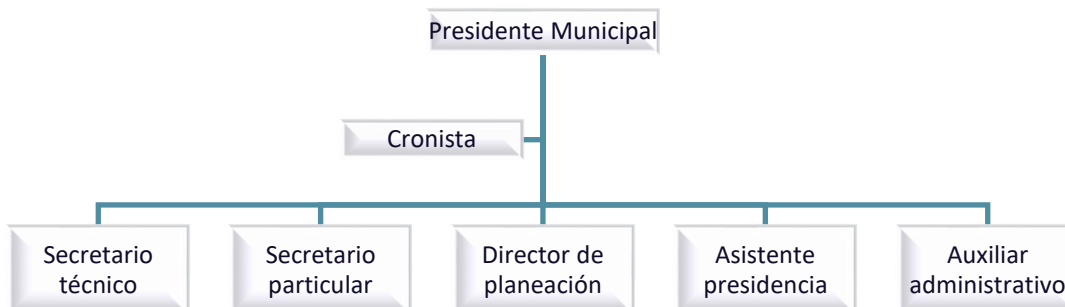 Presidente Municipal
Cronista
Secretario
técnico
Secretario
particular
Director de
planeación
Asistente
presidencia
Auxiliar
administrativo